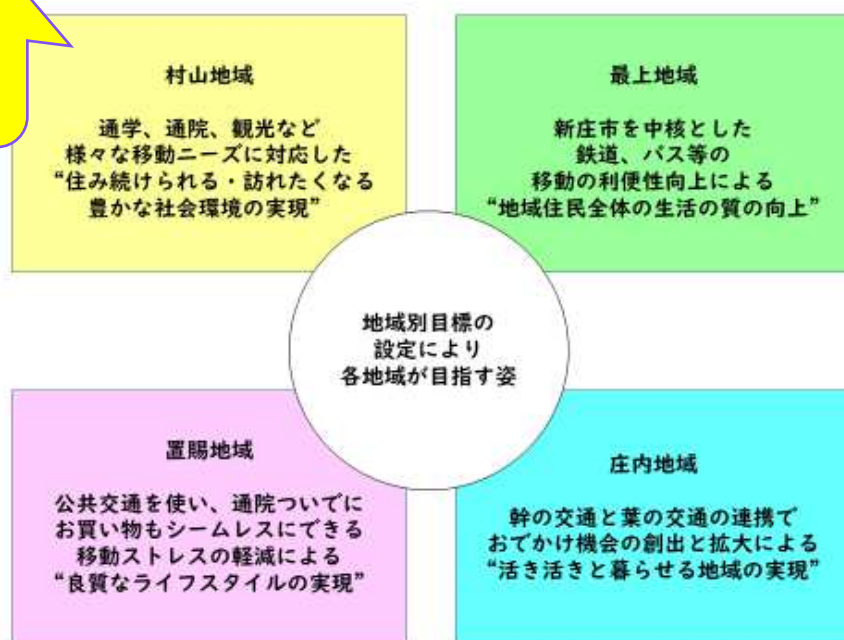 村山地域
通学、通院、観光など
様々な移動ニーズに対応した
“住み続けられる・訪れたくなる
豊かな社会環境の実現”
最上地域
新庄市を中核とした
鉄道、バス等の
移動の利便性向上による
“地域住民全体の生活の質の向上”
地域別目標の
設定により
各地域が目指す姿
置賜地域
公共交通を使い、通院ついでに
お買い物もシームレスにできる
移動ストレスの軽減による
“良質なライフスタイルの実現”
庄内地域
幹の交通と葉の交通の連携で
おでかけ機会の創出と拡大による
“活き活きと暮らせる地域の実現”